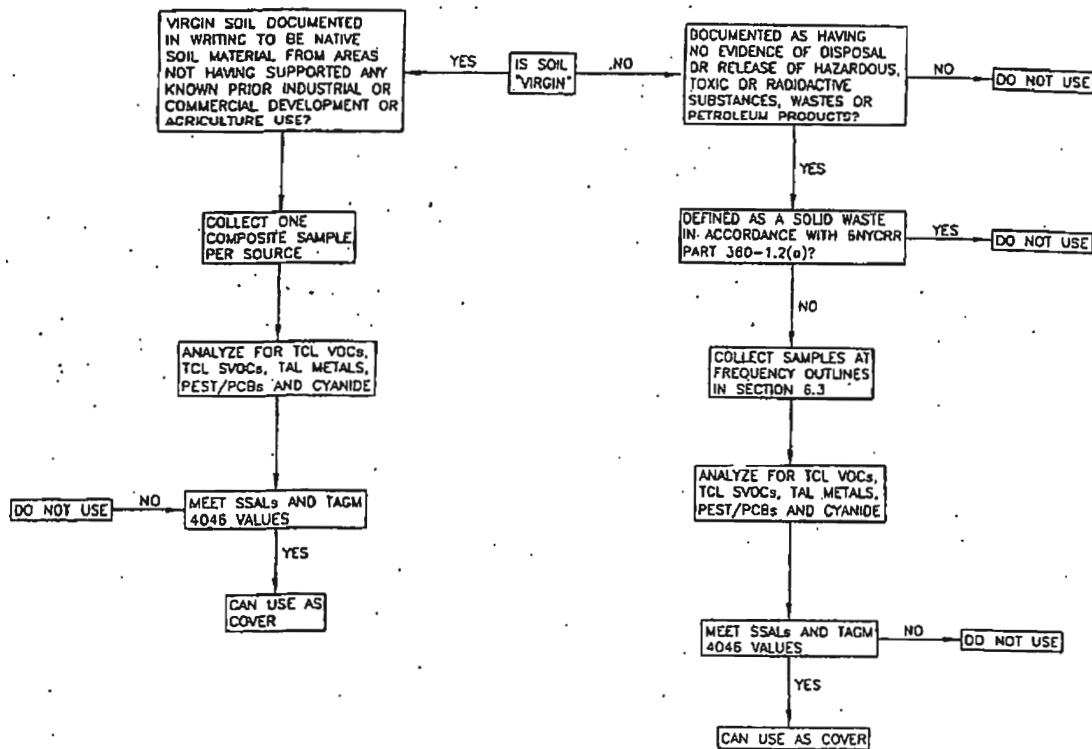 VIRGIN SOIL DOCUMENTED
IN WRITING TO BE NATIVE
SOIL MATERIAL FROM AREAS
NOT HAVING SUPPORTED ANY
KNOWN PRIOR INDUSTRIAL OR
COMMERCIAL DEVELOPMENT OR
AGRICULTURE USE?
YES
IS SOIL
"VIRGIN"
NO
DOCUMENTED AS HAVING
NO EVIDENCE OF DISPOSAL
OR RELEASE OF HAZARDOUS,
TOXIC OR RADIOACTIVE
SUBSTANCES, WASTES OR
PETROLEUM PRODUCTS?
NO
DO NOT USE
YES
COLLECT ONE
COMPOSITE SAMPLE
PER SOURCE
DEFINED AS A SOLID WASTE
IN ACCORDANCE WITH 6NYCRR
PART 360-1.2(a)?
YES
DO NOT USE
NO
ANALYZE FOR TCL VOCs,
TCL SVOCs, TAL METALS,
PEST/PCBs AND CYANIDE
COLLECT SAMPLES AT
FREQUENCY OUTLINES
IN SECTION 6.3
ANALYZE FOR TCL VOCs,
TCL SVOCs, TAL METALS,
PEST/PCBs AND CYANIDE
DO NOT USE
NO
MEET SSALs AND TAGM
4046 VALUES
YES
CAN USE AS
COVER
MEET SSALs AND TAGM
4046 VALUES
NO
DO NOT USE
YES
CAN USE AS COVER